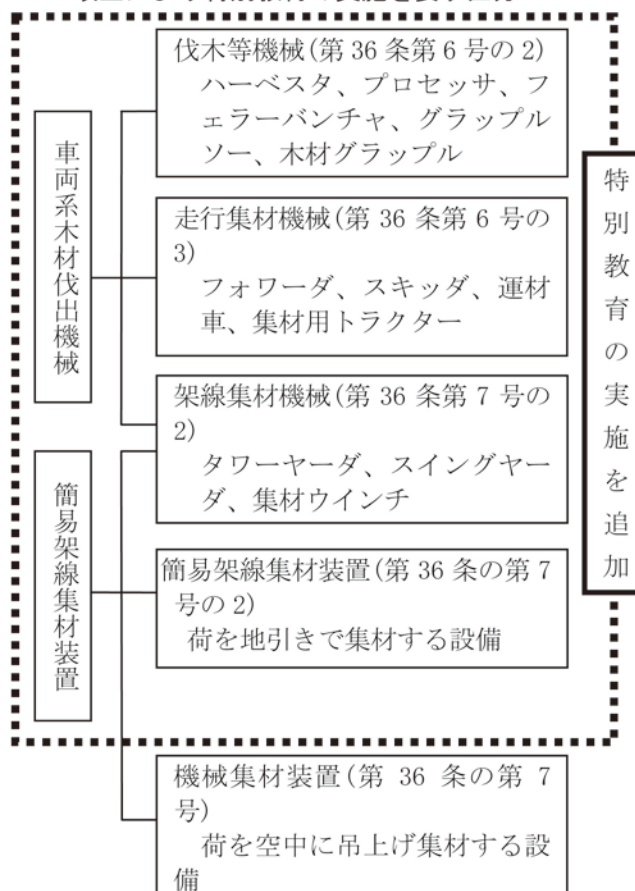 伐木等機械(第 36 条第 6 号の 2)
ハーベスタ、プロセッサ、フ
ェラーバンチャ、グラップル
ソー、木材グラップル
車両系木材伐出機械
走行集材機械(第 36 条第 6 号の
3)
フォワーダ、スキッダ、運材
車、集材用トラクター
特別教育の実施を追加
架線集材機械(第 36 条第 7 号の
2)
タワーヤーダ、スイングヤー
ダ、集材ウインチ
簡易架線集材装置
簡易架線集材装置(第 36 条の第 7
号の 2)
荷を地引きで集材する設備
機械集材装置(第 36 条の第 7
号)
荷を空中に吊上げ集材する設
備